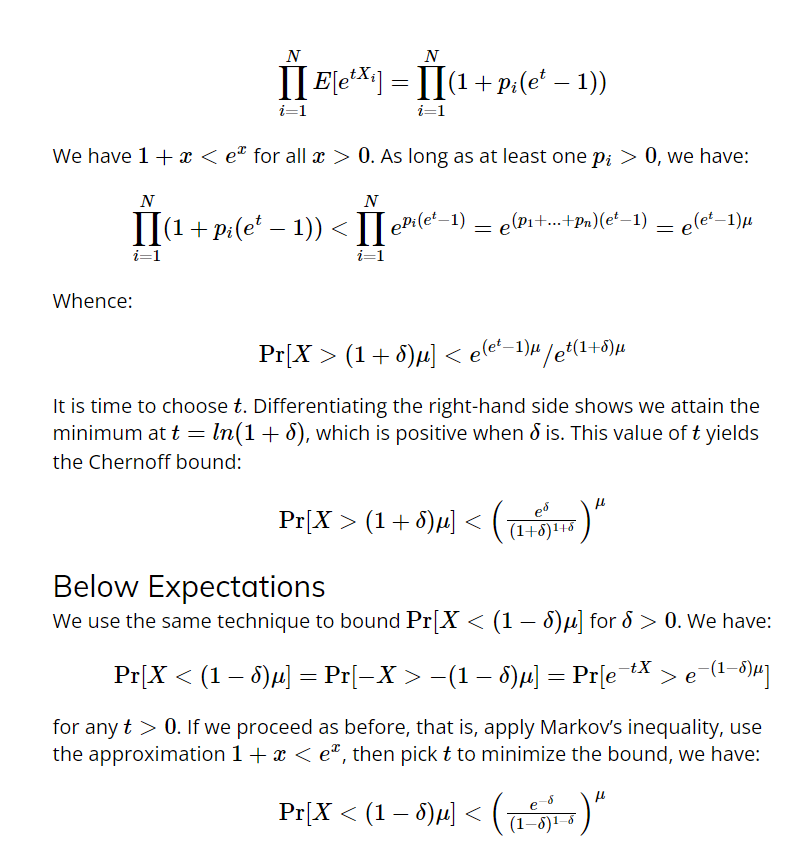 $$\prod_{i=1}^{N} E[e^{tX_i}] = \prod_{i=1}^{N} (1 + p_i(e^t - 1))$$
We have $1 + x < e^x$ for all $x > 0$. As long as at least one $p_i > 0$, we have:
$$\prod_{i=1}^{N} (1 + p_i(e^t - 1)) < \prod_{i=1}^{N} e^{p_i(e^t-1)} = e^{(p_1+...+p_n)(e^t-1)} = e^{(e^t-1)\mu}$$
Whence:
$$\Pr[X > (1 + \delta)\mu] < e^{(e^t-1)\mu}/e^{t(1+\delta)\mu}$$
It is time to choose $t$. Differentiating the right-hand side shows we attain the
minimum at $t = ln(1 + \delta)$, which is positive when $\delta$ is. This value of $t$ yields
the Chernoff bound:
$$\Pr[X > (1 + \delta)\mu] < \left(\frac{e^{\delta}}{(1+\delta)^{1+\delta}}\right)^{\mu}$$
Below Expectations
We use the same technique to bound $\Pr[X < (1 - \delta)\mu]$ for $\delta > 0$. We have:
$$\Pr[X < (1 - \delta)\mu] = \Pr[-X > -(1 - \delta)\mu] = \Pr[e^{-tX} > e^{-(1-\delta)\mu}]$$
for any $t > 0$. If we proceed as before, that is, apply Markov’s inequality, use
the approximation $1 + x < e^x$, then pick $t$ to minimize the bound, we have:
$$\Pr[X < (1 - \delta)\mu] < \left(\frac{e^{-\delta}}{(1-\delta)^{1-\delta}}\right)^{\mu}$$